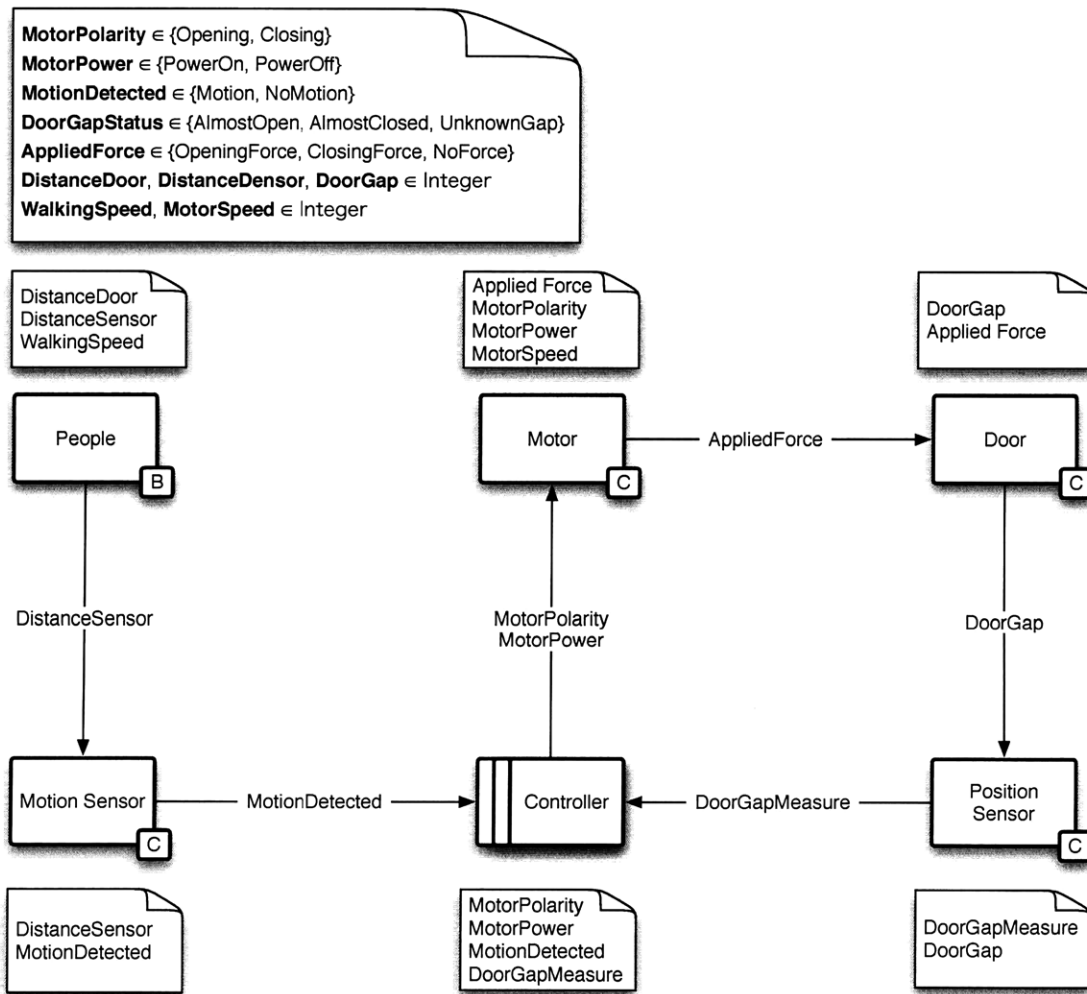 MotorPolarity ∈ {Opening, Closing}
MotorPower ∈ {PowerOn, PowerOff}
MotionDetected ∈ {Motion, NoMotion}
DoorGapStatus ∈ {AlmostOpen, AlmostClosed, UnknownGap}
AppliedForce ∈ {OpeningForce, ClosingForce, NoForce}
DistanceDoor, DistanceDensor, DoorGap ∈ Integer
WalkingSpeed, MotorSpeed ∈ Integer
DistanceDoor
DistanceSensor
WalkingSpeed
Applied Force
MotorPolarity
MotorPower
MotorSpeed
DoorGap
Applied Force
People
B
Motor
C
AppliedForce
Door
C
DistanceSensor
MotorPolarity
MotorPower
DoorGap
Motion Sensor
C
MotionDetected
Controller
DoorGapMeasure
Position
Sensor
C
DistanceSensor
MotionDetected
MotorPolarity
MotorPower
MotionDetected
DoorGapMeasure
DoorGapMeasure
DoorGap